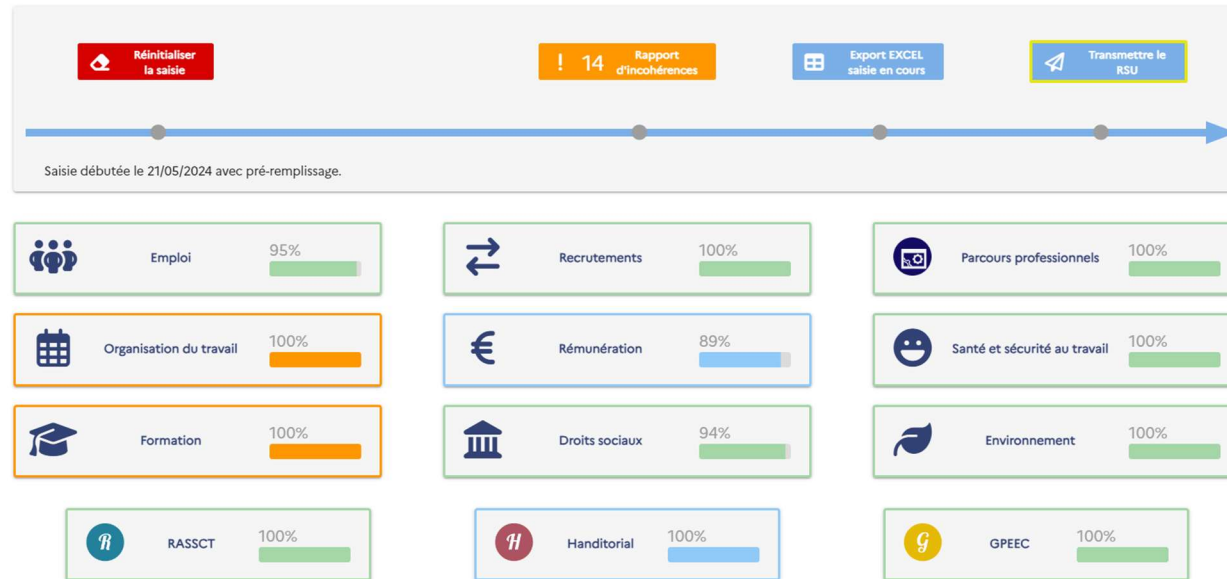 Réinitialiser
la saisie
! 14 Rapport
d'incohérences
Export EXCEL
saisie en cours
Transmettre le
RSU
Saisie débutée le 21/05/2024 avec pré-remplissage.
Emploi 95%
Recrutements 100%
Parcours professionnels 100%
Organisation du travail 100%
€ Rémunération 89%
Santé et sécurité au travail 100%
Formation 100%
Droits sociaux 94%
Environnement 100%
R RASSCT 100%
H Handitorial 100%
G GPEEC 100%